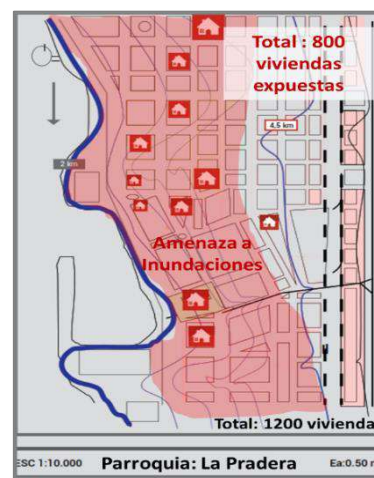 Total : 800
viviendas
expuestas
4,5 km
2 km
Amenaza a
Inundaciones
Total: 1200 vivienda
ESC 1:10.000 Parroquia: La Pradera Ea:0.50